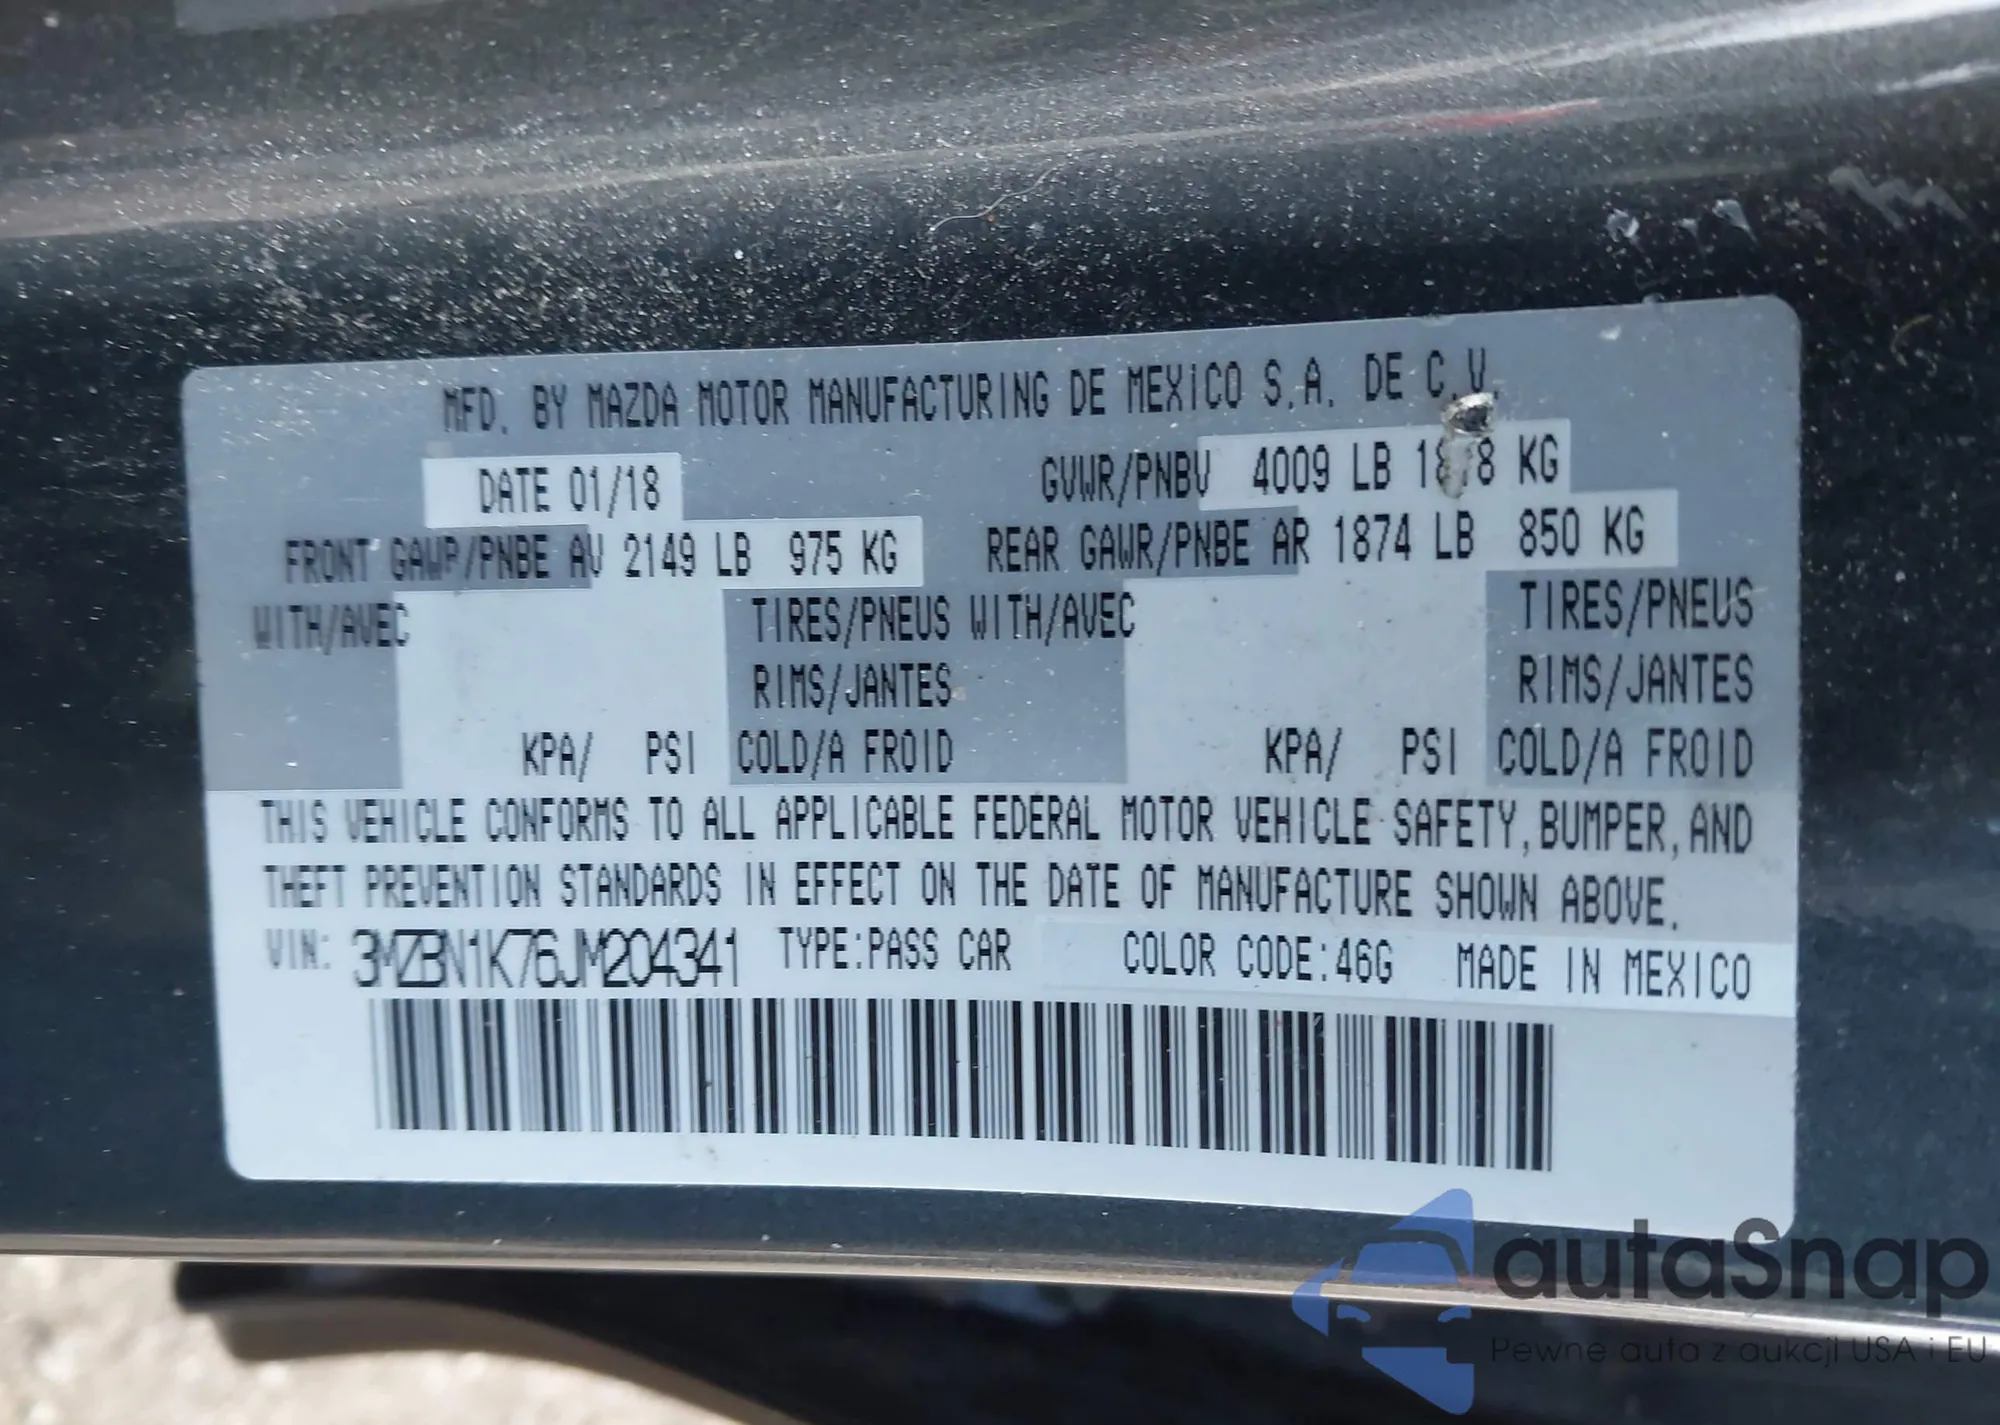 MFD. BY MAZDA MOTOR MANUFACTURING DE MEXiCO S.A. DE C.V.
DATE 01/18 GVWR/PNBV 4009 LB KG
FRONT GAWR/PNBE AV 2149 LB 975 KG REAR GAWR/PNBE AR 1874 LB 850 KG
WITH/AVEC TIRES/PNEUS WITH/AVEC TIRES/PNEUS
RIMS/JANTES RIMS/JANTES
KPA/ PSI COLD/A FROID KPA/ PSI COLD/A FROID
THIS VEHICLE CONFORMS TO ALL APPLICABLE FEDERAL MOTOR VEHICLE SAFETY, BUMPER, AND
THEFT PREVENTION STANDARDS IN EFFECT ON THE DATE OF MANUFACTURE SHOWN ABOVE.
VIN: 3MZBN1K76JM204341 TYPE:PASS CAR COLOR CODE:46G MADE IN MEXICO
autaSnap
Pewne auta z aukcji USA i EU